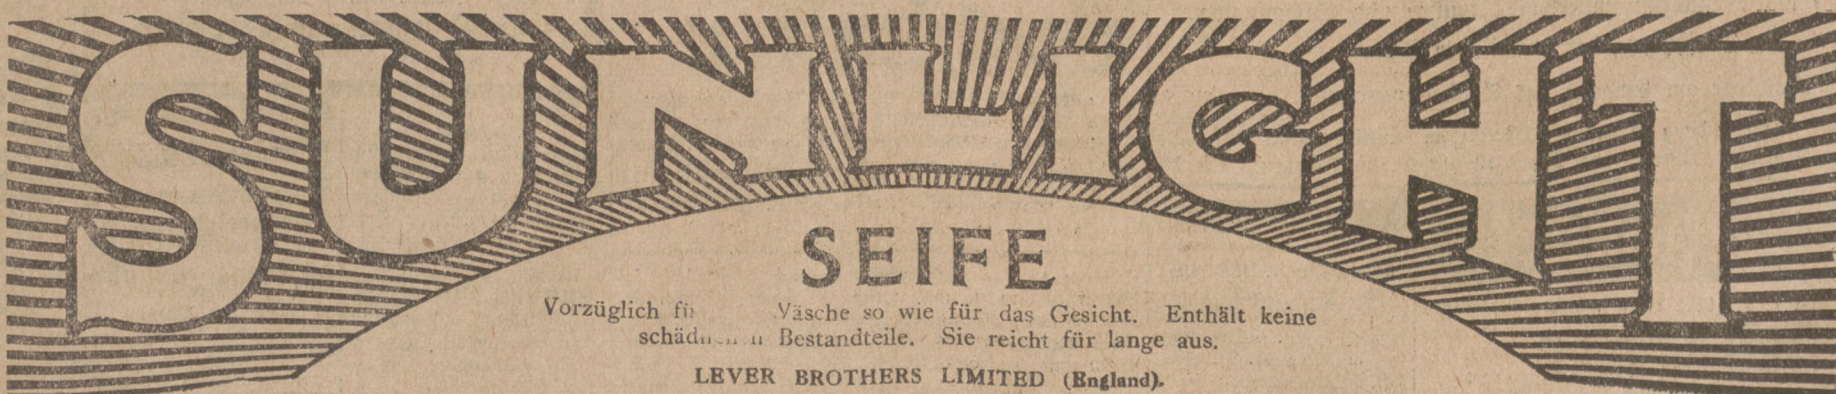 SUNLIGHT
SEIFE
Vorzüglich Wäsche so wie für das Gesicht. Enthält keine
Bestandteile. Sie reicht für lange aus.
LEVER BROTHERS LIMITED (England).